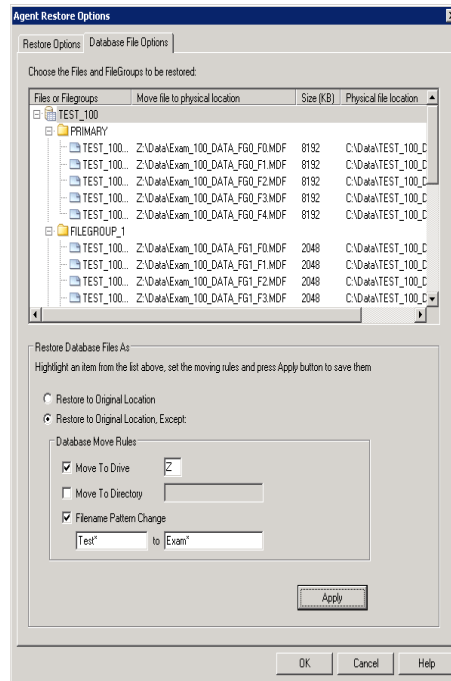 Agent Restore Options
Restore Options Database File Options
Choose the Files and FileGroups to be restored:
Files or Filegroups Move file to physical location Size (KB) Physical file location
TEST_100
PRIMARY
TEST_100... Z:\Data\Exam_100_DATA_FG0_F0.MDF 8192 C:\Data\TEST_100_D
TEST_100... Z:\Data\Exam_100_DATA_FG0_F1.MDF 8192 C:\Data\TEST_100_D
TEST_100... Z:\Data\Exam_100_DATA_FG0_F2.MDF 8192 C:\Data\TEST_100_D
TEST_100... Z:\Data\Exam_100_DATA_FG0_F3.MDF 8192 C:\Data\TEST_100_D
TEST_100... Z:\Data\Exam_100_DATA_FG0_F4.MDF 8192 C:\Data\TEST_100_D
FILEGROUP_1
TEST_100... Z:\Data\Exam_100_DATA_FG1_F0.MDF 2048 C:\Data\TEST_100_D
TEST_100... Z:\Data\Exam_100_DATA_FG1_F1.MDF 2048 C:\Data\TEST_100_D
TEST_100... Z:\Data\Exam_100_DATA_FG1_F2.MDF 2048 C:\Data\TEST_100_D
TEST_100... Z:\Data\Exam_100_DATA_FG1_F3.MDF 2048 C:\Data\TEST_100_D
Restore Database Files As
Hightlight an item from the list above, set the moving rules and press Apply button to save them
Restore to Original Location
Restore to Original Location, Except:
Database Move Rules
Move To Drive Z
Move To Directory
Filename Pattern Change
Test* to Exam*
Apply
OK Cancel Help